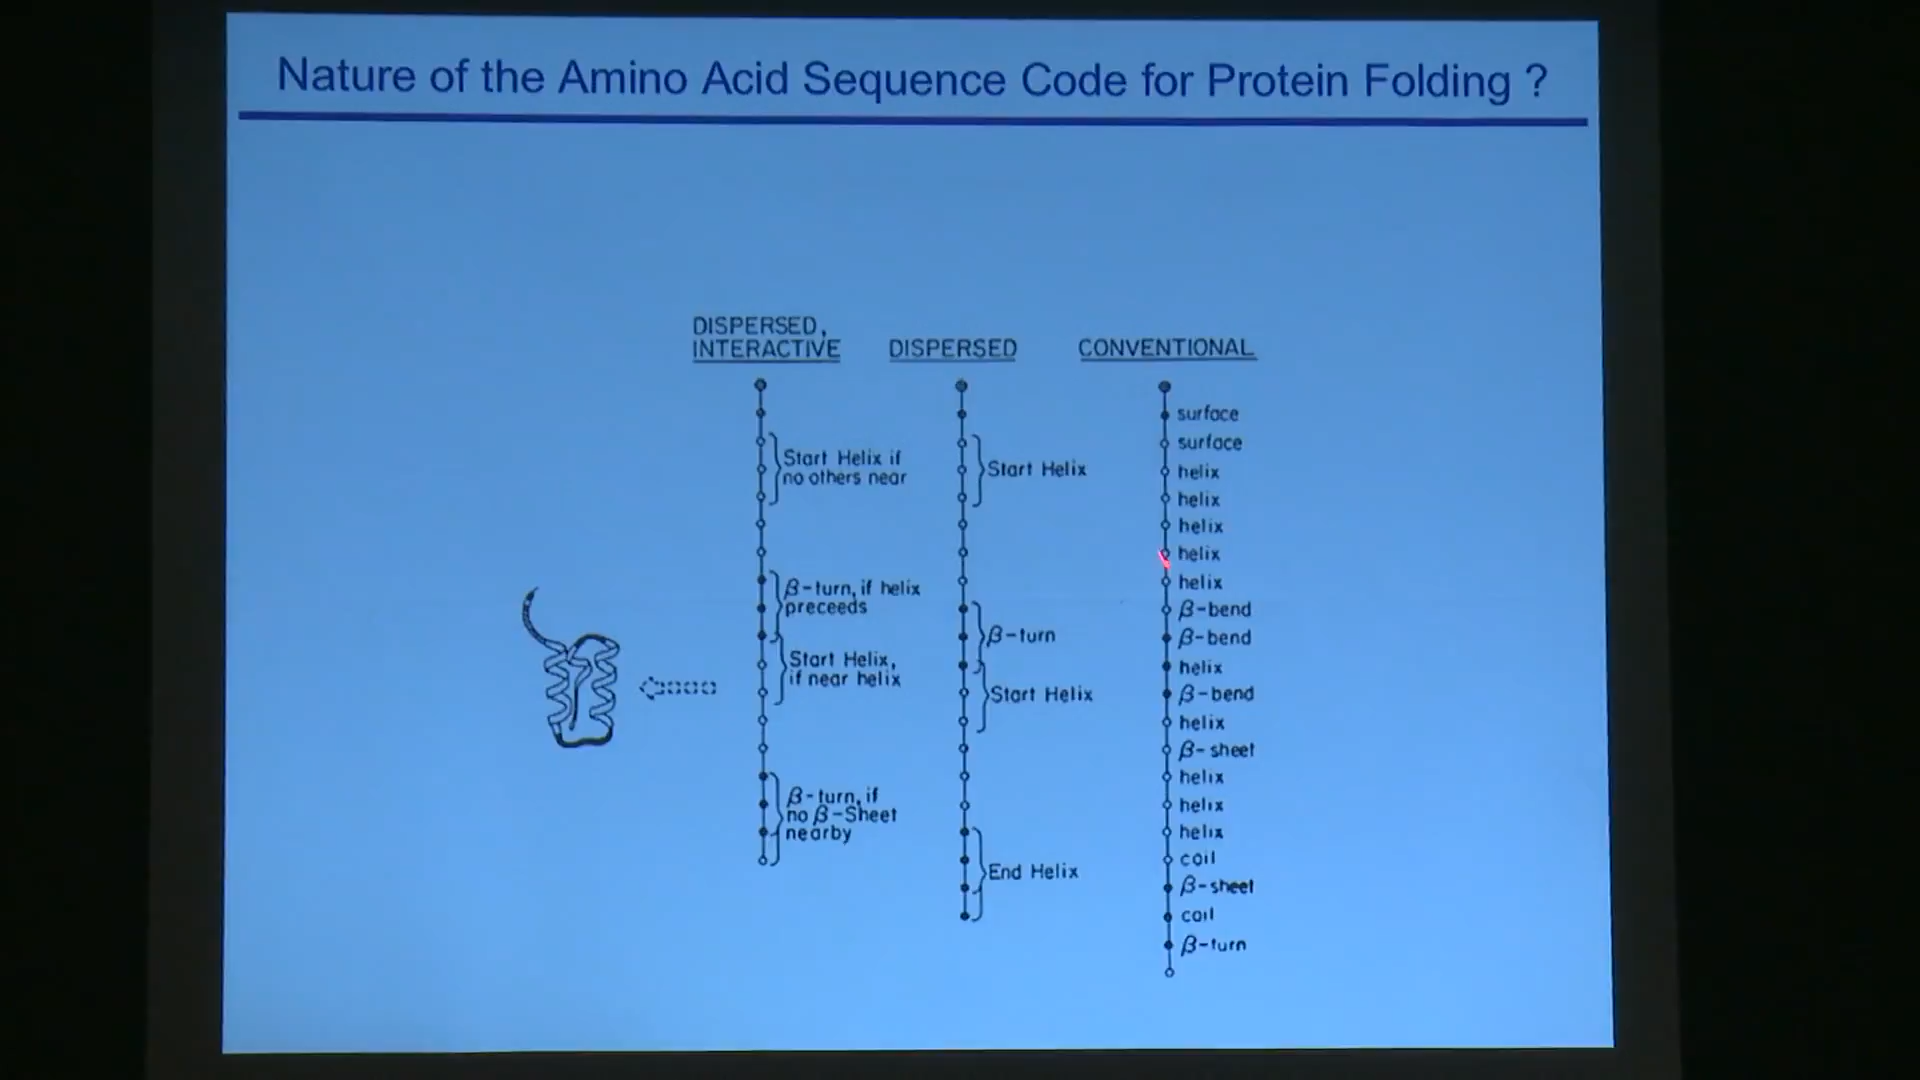 Nature of the Amino Acid Sequence Code for Protein Folding ?
DISPERSED,
INTERACTIVE
Start Helix if
no others near
β-turn, if helix
preceeds
Start Helix,
if near helix
β-turn, if
no β-Sheet
nearby
DISPERSED
Start Helix
β-turn
Start Helix
End Helix
CONVENTIONAL
surface
surface
helix
helix
helix
helix
helix
β-bend
β-bend
helix
β-bend
helix
β-sheet
helix
helix
helix
coil
β-sheet
coil
β-turn